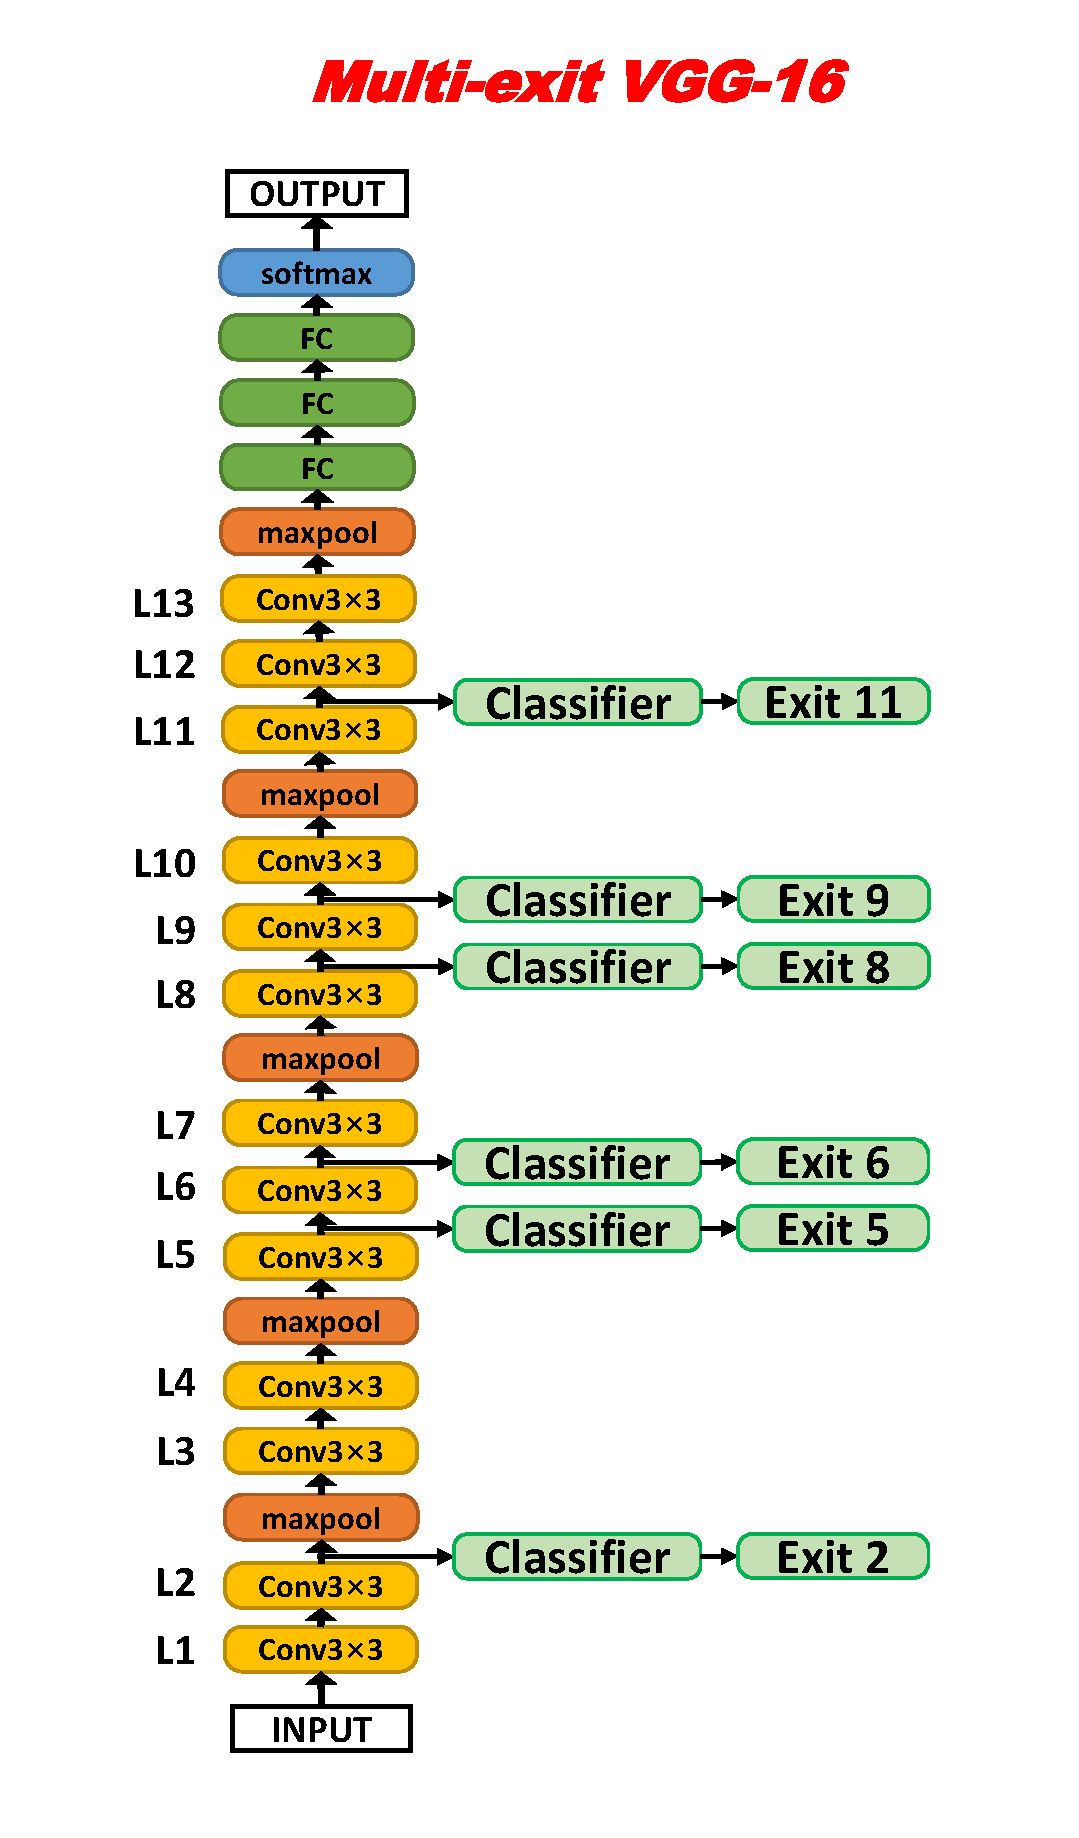 Multi-exit VGG-16
OUTPUT
softmax
FC
FC
FC
maxpool
L13 Conv3×3
L12 Conv3×3
Classifier Exit 11
L11 Conv3×3
maxpool
L10 Conv3×3
Classifier Exit 9
L9 Conv3×3
Classifier Exit 8
L8 Conv3×3
maxpool
L7 Conv3×3
Classifier Exit 6
L6 Conv3×3
Classifier Exit 5
L5 Conv3×3
maxpool
L4 Conv3×3
L3 Conv3×3
maxpool
Classifier Exit 2
L2 Conv3×3
L1 Conv3×3
INPUT